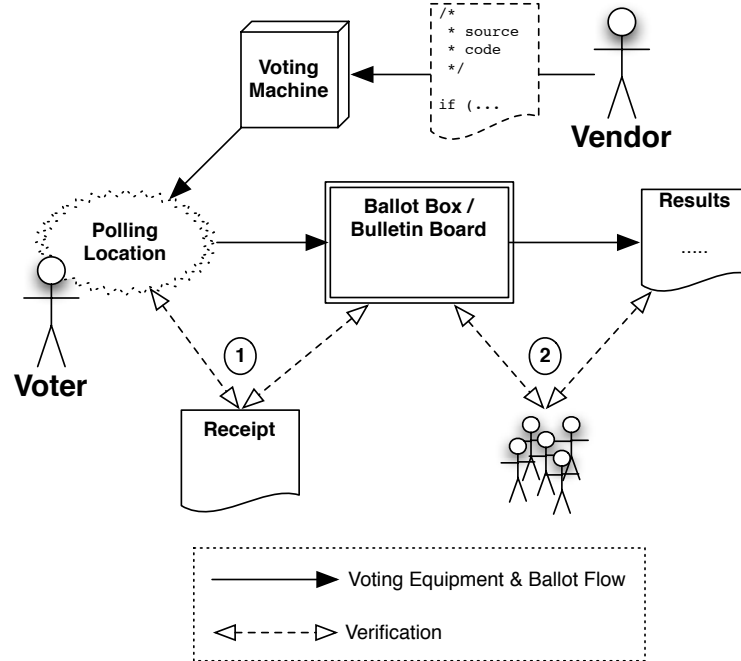 /*
* source
* code
*/
if (...
Vendor
Voting
Machine
Polling
Location
Ballot Box /
Bulletin Board
Results
.....
Voter
1
2
Receipt
Voting Equipment & Ballot Flow
Verification